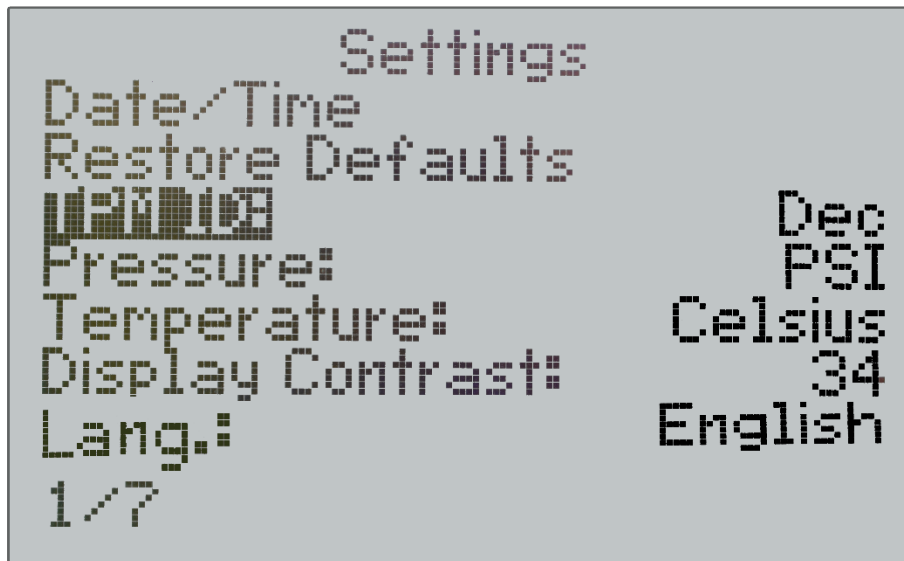 Settings
Date/Time
Restore Defaults
Dec
Pressure: PSI
Temperature: Celsius
Display Contrast: 34
Lang.: English
1/7